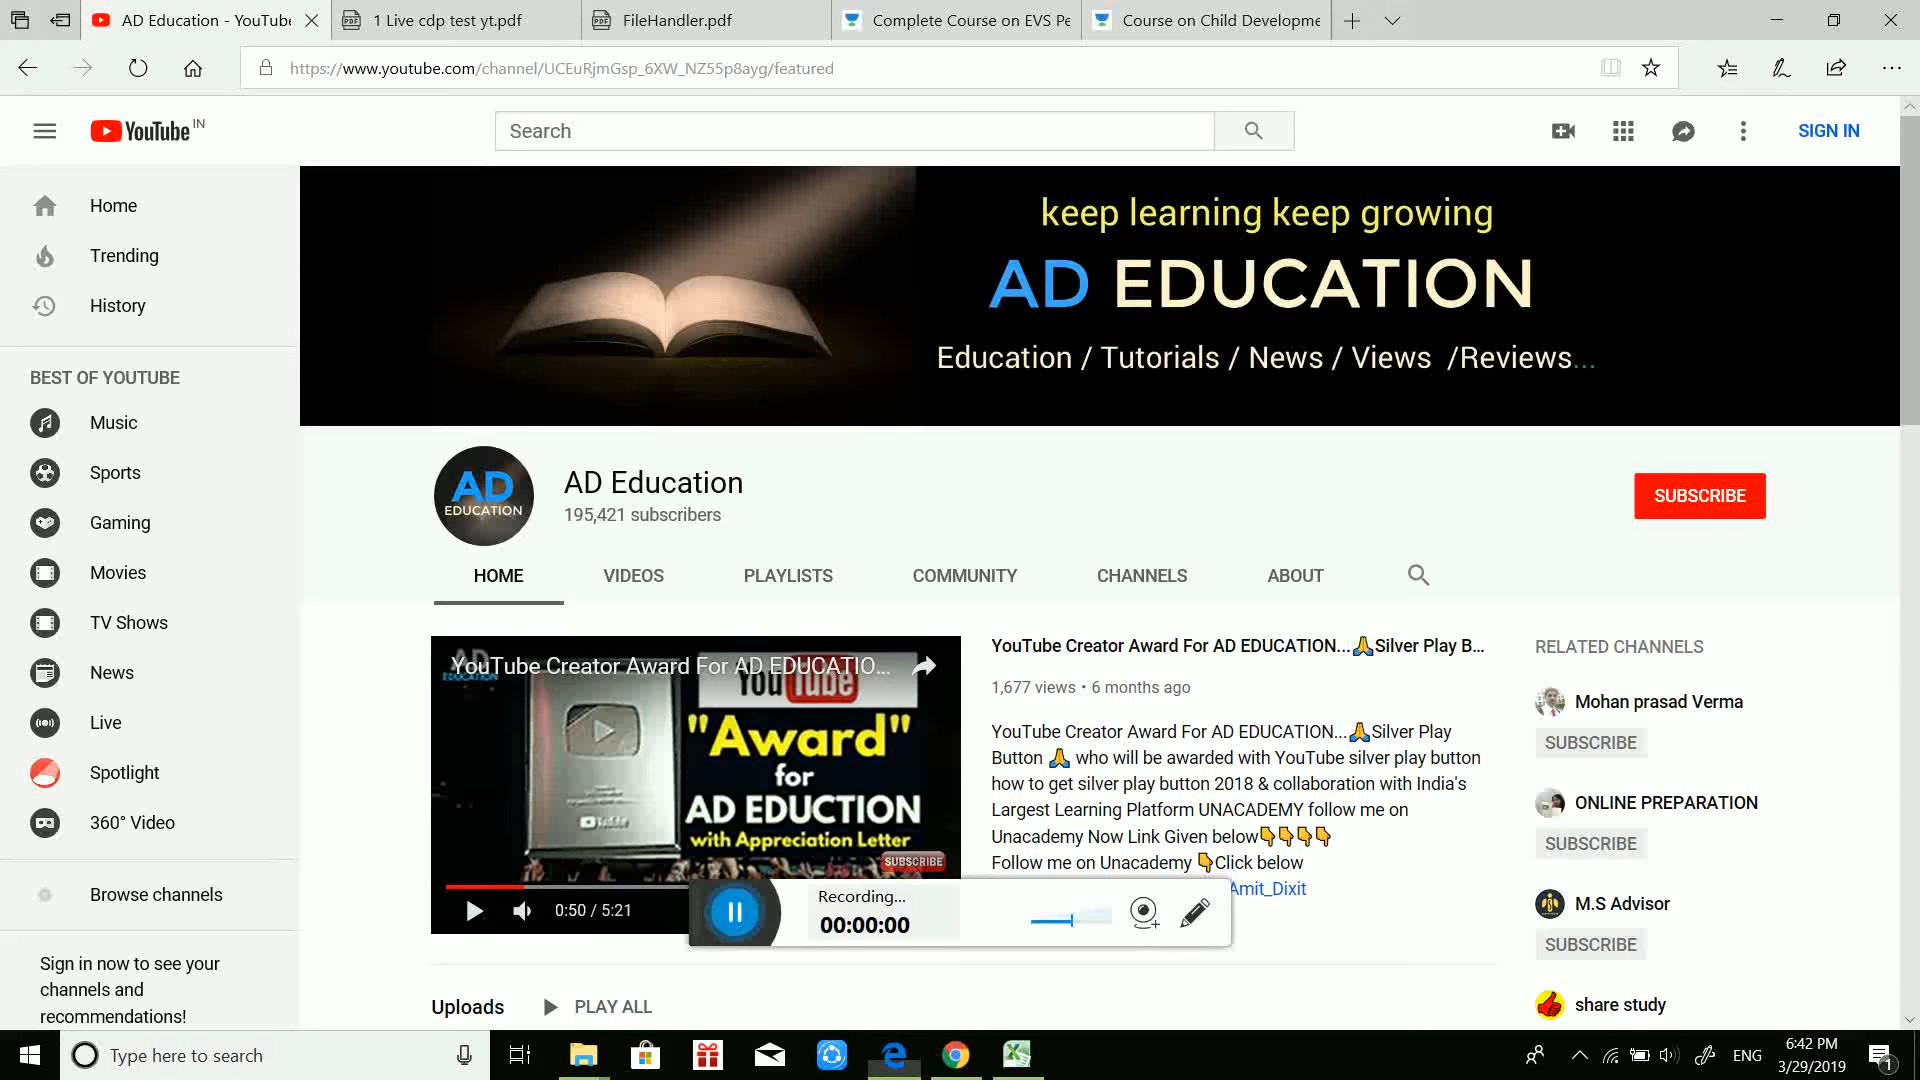 AD Education - YouTube
1 Live cdp test yt.pdf
FileHandler.pdf
Complete Course on EVS Pe
Course on Child Developme
https://www.youtube.com/channel/UCEuRjmGsp_6XW_NZ55p8ayg/featured
YouTube IN
Search
SIGN IN
Home
Trending
History
BEST OF YOUTUBE
Music
Sports
Gaming
Movies
TV Shows
News
Live
Spotlight
360° Video
Browse channels
Sign in now to see your
channels and
recommendations!
keep learning keep growing
AD EDUCATION
Education / Tutorials / News / Views /Reviews...
AD
EDUCATION
AD Education
195,421 subscribers
SUBSCRIBE
HOME
VIDEOS
PLAYLISTS
COMMUNITY
CHANNELS
ABOUT
AD
EDUCATION
YouTube Creator Award For AD EDUCATIO...
YouTube
"Award"
for
AD EDUCTION
with Appreciation Letter
SUBSCRIBE
0:50 / 5:21
YouTube Creator Award For AD EDUCATION...🙏Silver Play B...
1,677 views • 6 months ago
YouTube Creator Award For AD EDUCATION...🙏Silver Play
Button 🙏 who will be awarded with YouTube silver play button
how to get silver play button 2018 & collaboration with India's
Largest Learning Platform UNACADEMY follow me on
Unacademy Now Link Given below👇👇👇👇
Follow me on Unacademy 👇Click below
Amit_Dixit
Recording...
00:00:00
RELATED CHANNELS
Mohan prasad Verma
SUBSCRIBE
ONLINE PREPARATION
SUBSCRIBE
M.S Advisor
SUBSCRIBE
share study
Uploads
PLAY ALL
Type here to search
ENG
6:42 PM
3/29/2019
1